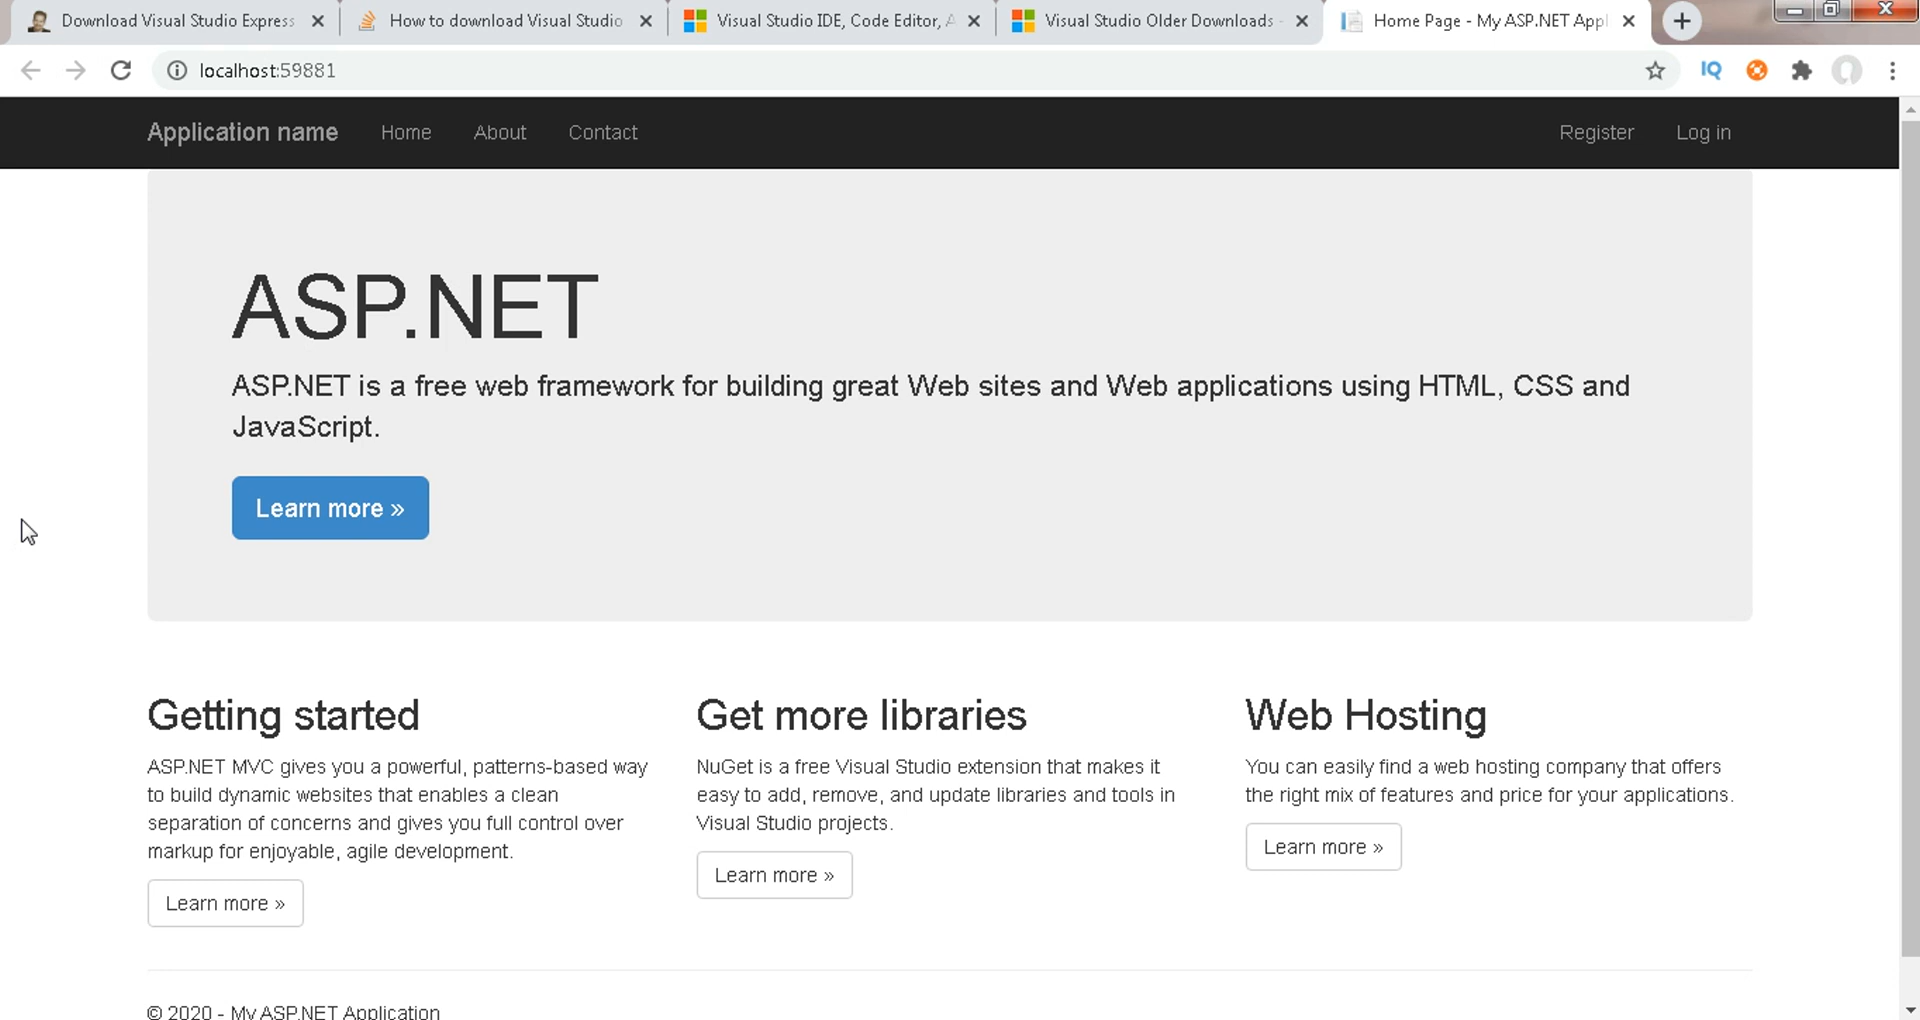 Download Visual Studio Express
How to download Visual Studio
Visual Studio IDE, Code Editor, A
Visual Studio Older Downloads -
Home Page - My ASP.NET Appl
localhost:59881
IQ
Application name Home About Contact Register Log in
ASP.NET
ASP.NET is a free web framework for building great Web sites and Web applications using HTML, CSS and
JavaScript.
Learn more »
Getting started
ASP.NET MVC gives you a powerful, patterns-based way
to build dynamic websites that enables a clean
separation of concerns and gives you full control over
markup for enjoyable, agile development.
Learn more »
Get more libraries
NuGet is a free Visual Studio extension that makes it
easy to add, remove, and update libraries and tools in
Visual Studio projects.
Learn more »
Web Hosting
You can easily find a web hosting company that offers
the right mix of features and price for your applications.
Learn more »
© 2020 - My ASP.NET Application